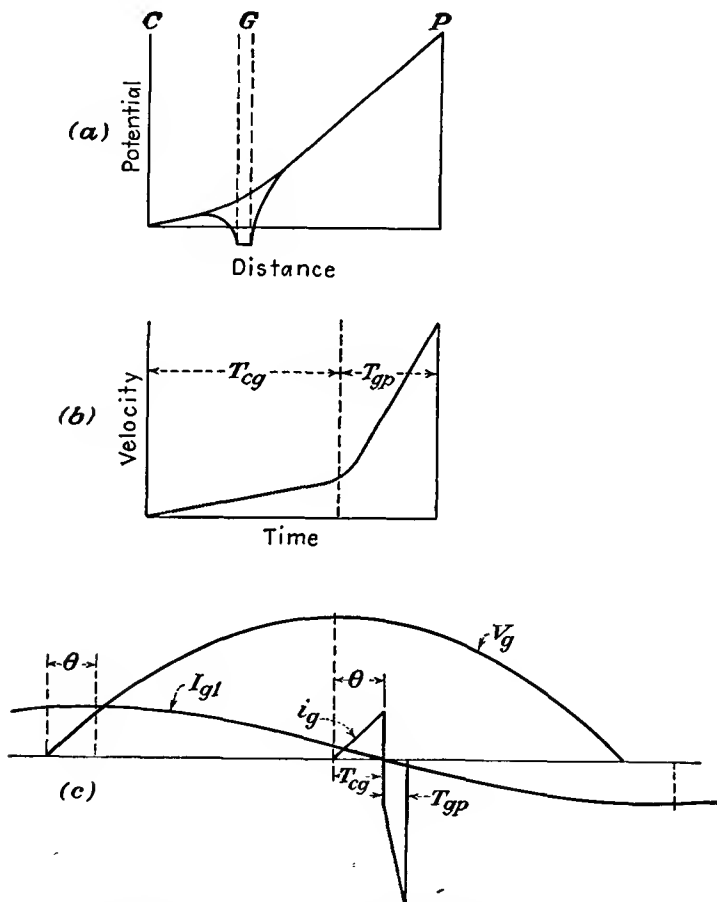 C G P
(a)
Potential
Distance
(b)
Velocity
T_cg T_gp
Time
(c)
θ
I_g1
θ
i_g
V_g
T_cg
T_gp